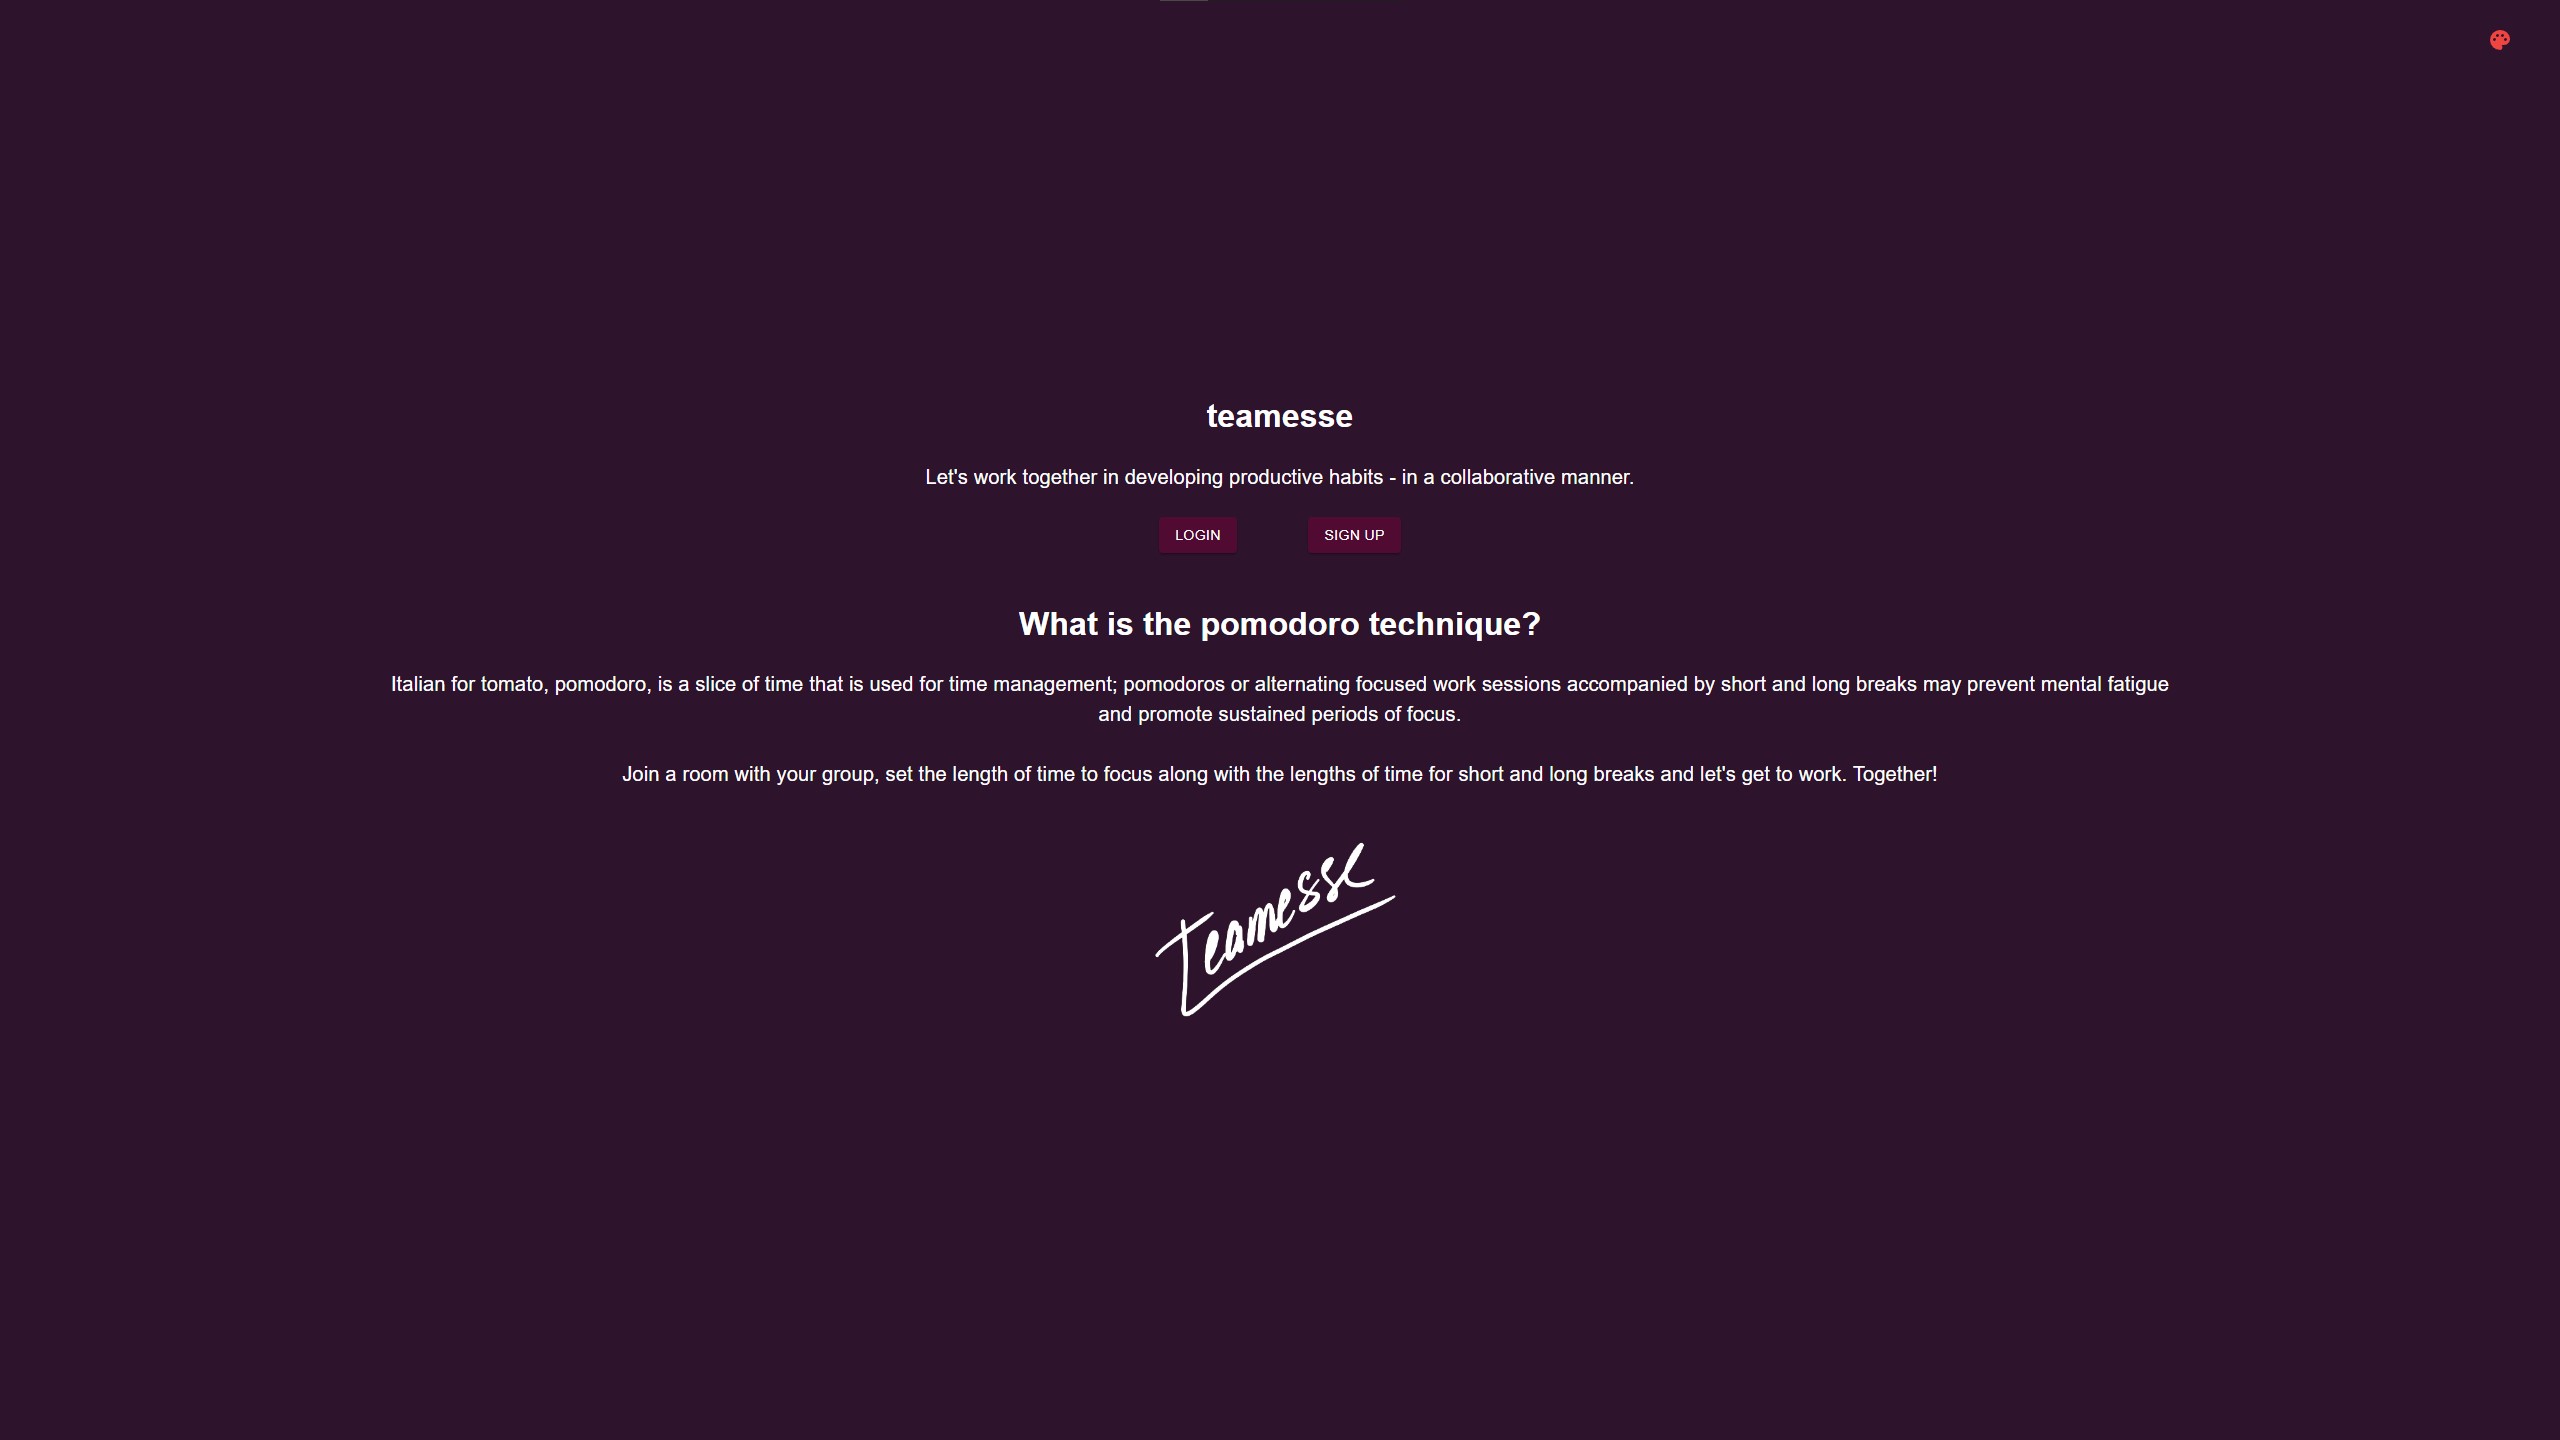 teamesse
Let's work together in developing productive habits - in a collaborative manner.
LOGIN
SIGN UP
What is the pomodoro technique?
Italian for tomato, pomodoro, is a slice of time that is used for time management; pomodoros or alternating focused work sessions accompanied by short and long breaks may prevent mental fatigue
and promote sustained periods of focus.
Join a room with your group, set the length of time to focus along with the lengths of time for short and long breaks and let's get to work. Together!
Teamesse